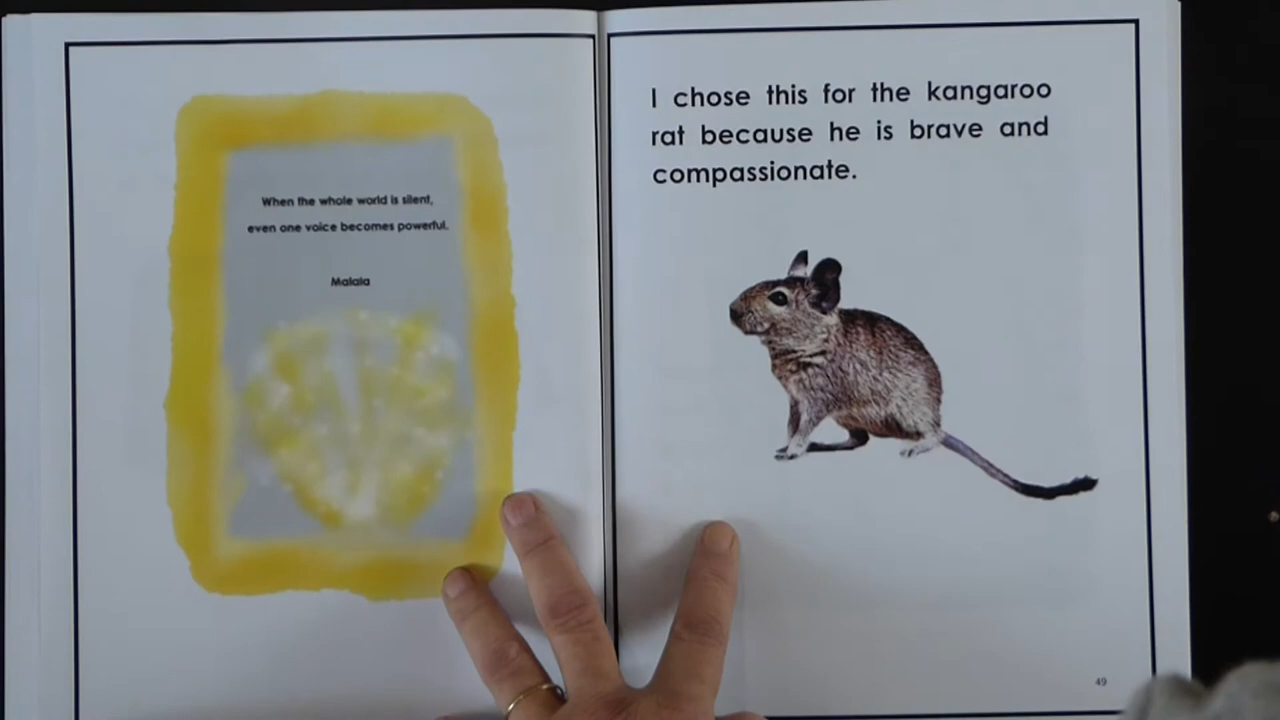 When the whole world is silent,
even one voice becomes powerful.
Malala
I chose this for the kangaroo
rat because he is brave and
compassionate.
49